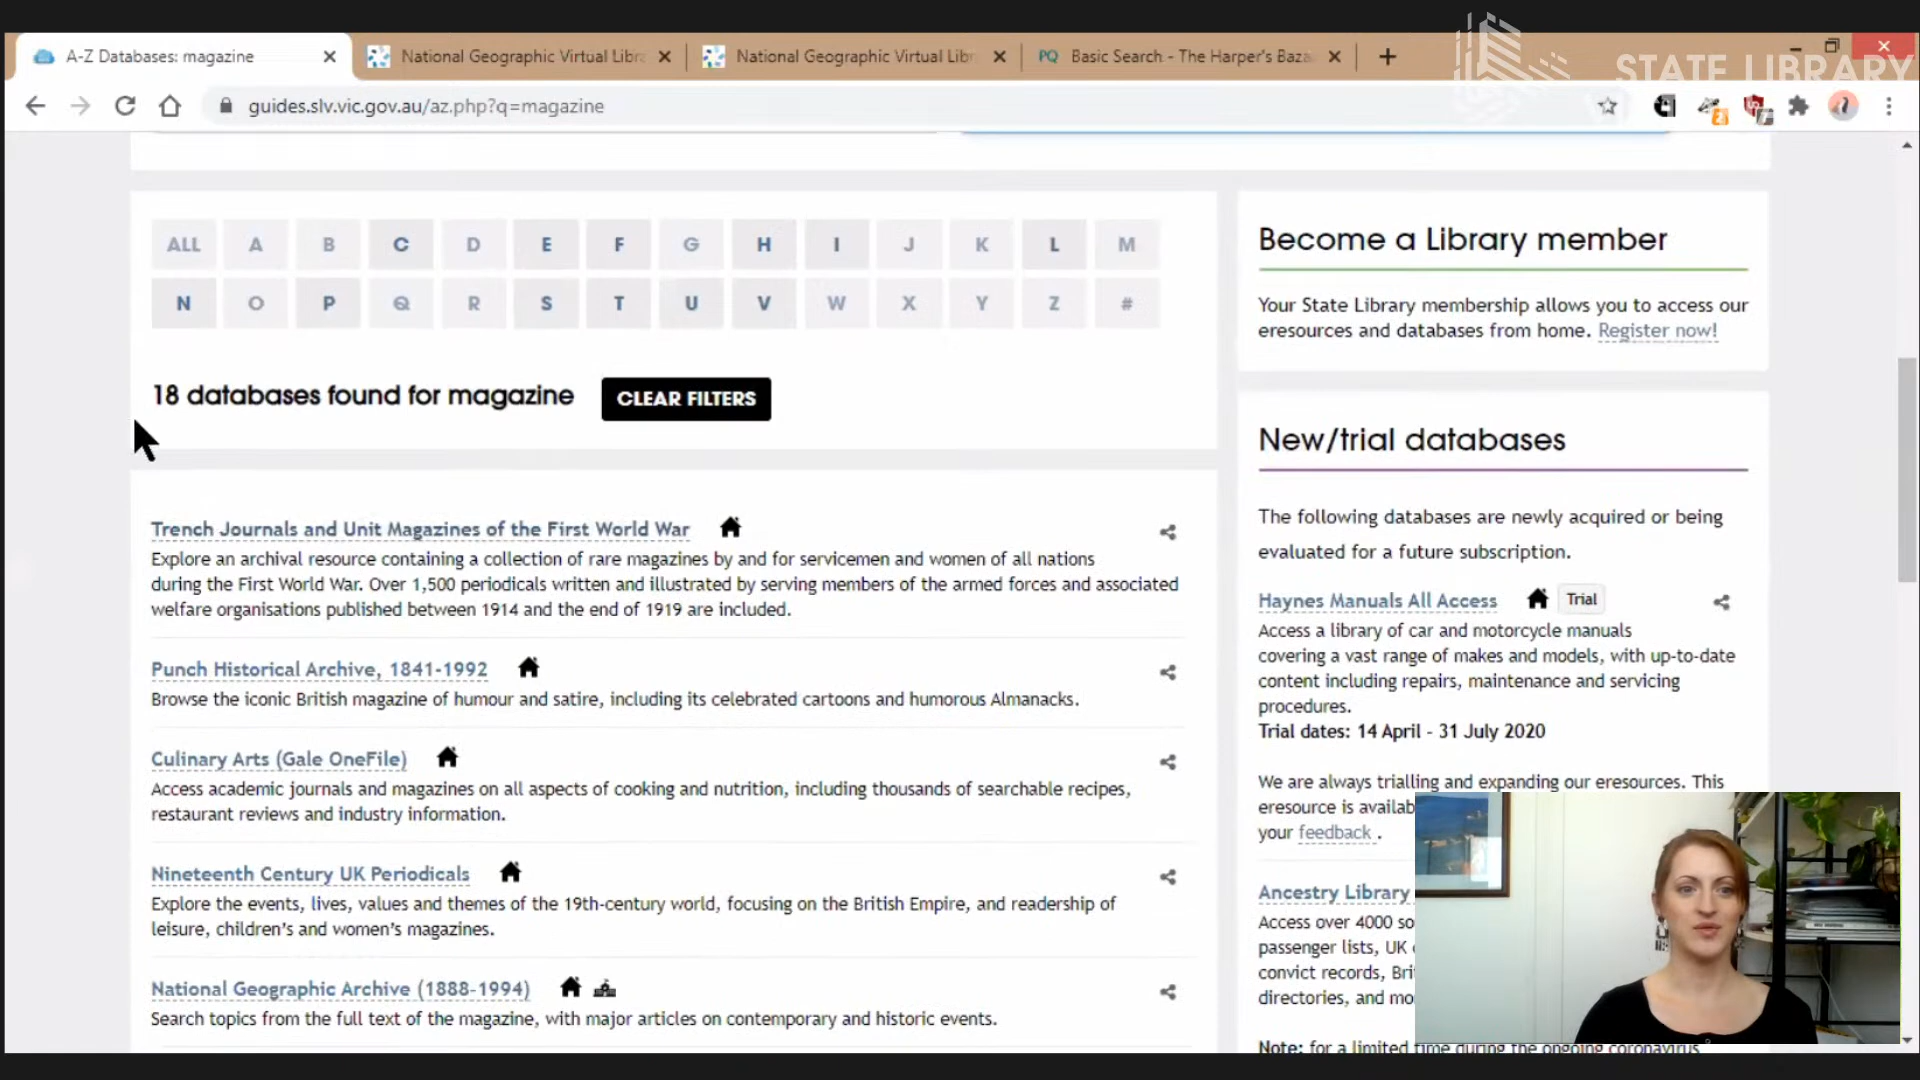 A-Z Databases: magazine
National Geographic Virtual Libra
National Geographic Virtual Libr
PQ Basic Search - The Harper's Baza
STATE LIBRARY
guides.slv.vic.gov.au/az.php?q=magazine
ALL A B C D E F G H I J K L M
N O P Q R S T U V W X Y Z #
18 databases found for magazine
CLEAR FILTERS
Trench Journals and Unit Magazines of the First World War
Explore an archival resource containing a collection of rare magazines by and for servicemen and women of all nations
during the First World War. Over 1,500 periodicals written and illustrated by serving members of the armed forces and associated
welfare organisations published between 1914 and the end of 1919 are included.
Punch Historical Archive, 1841-1992
Browse the iconic British magazine of humour and satire, including its celebrated cartoons and humorous Almanacks.
Culinary Arts (Gale OneFile)
Access academic journals and magazines on all aspects of cooking and nutrition, including thousands of searchable recipes,
restaurant reviews and industry information.
Nineteenth Century UK Periodicals
Explore the events, lives, values and themes of the 19th-century world, focusing on the British Empire, and readership of
leisure, children's and women's magazines.
National Geographic Archive (1888-1994)
Search topics from the full text of the magazine, with major articles on contemporary and historic events.
Become a Library member
Your State Library membership allows you to access our
eresources and databases from home. Register now!
New/trial databases
The following databases are newly acquired or being
evaluated for a future subscription.
Haynes Manuals All Access Trial
Access a library of car and motorcycle manuals
covering a vast range of makes and models, with up-to-date
content including repairs, maintenance and servicing
procedures.
Trial dates: 14 April - 31 July 2020
We are always trialling and expanding our eresources. This
eresource is availab
your feedback .
Ancestry Library
Access over 4000 so
passenger lists, UK
convict records, Bri
directories, and mo
Note: for a limited time during the ongoing coronavirus